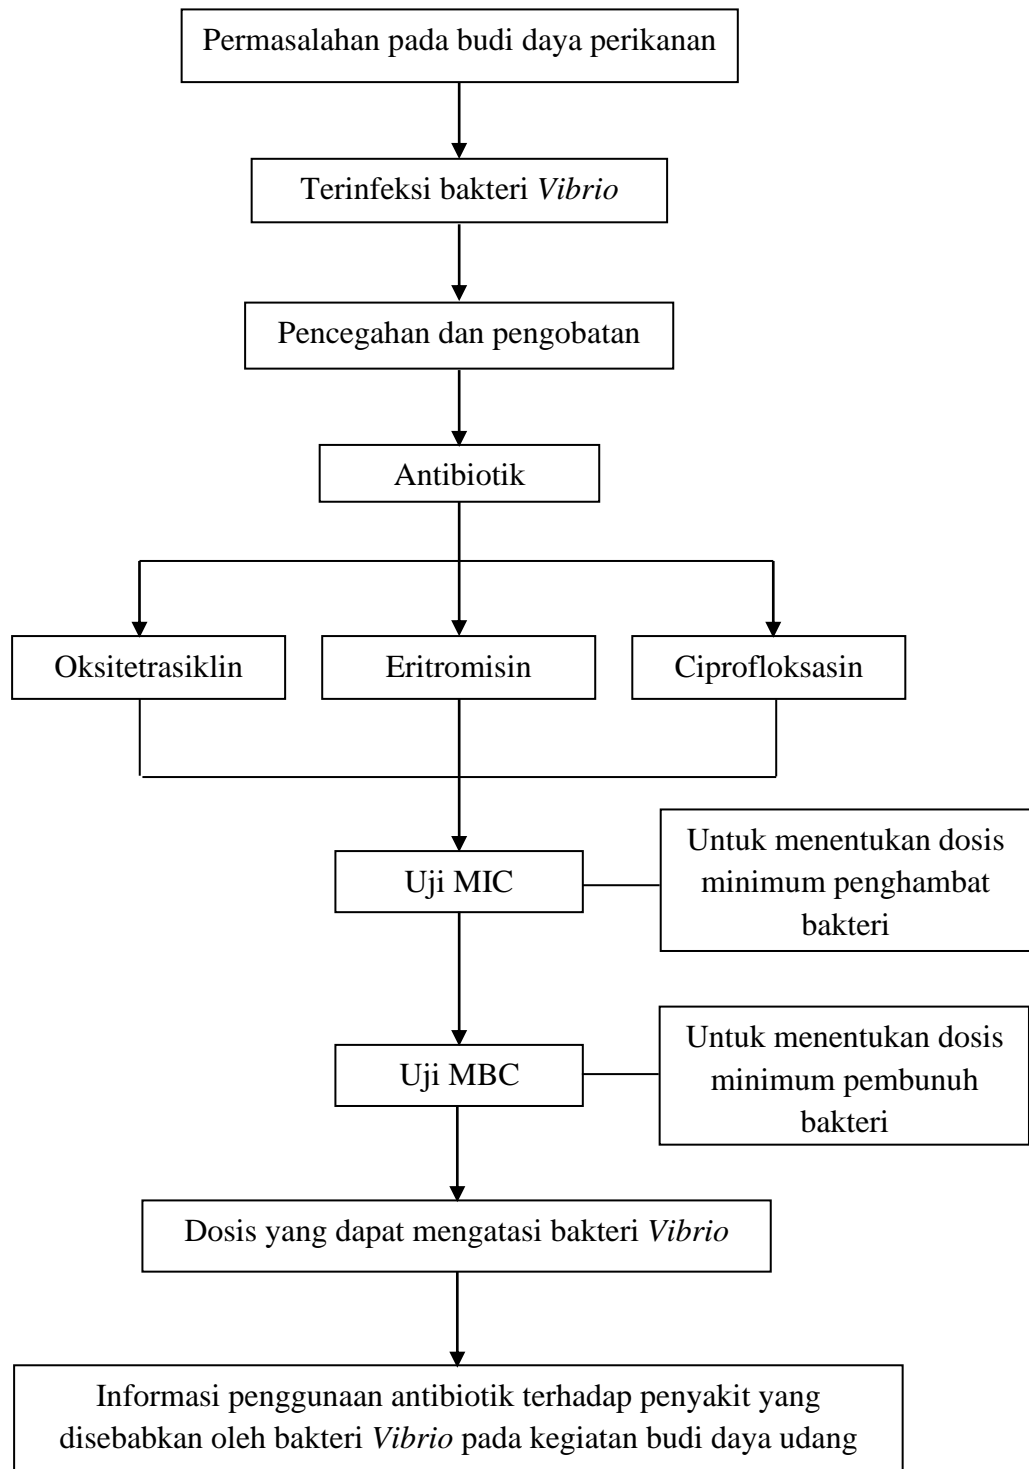 Permasalahan pada budi daya perikanan
Terinfeksi bakteri Vibrio
Pencegahan dan pengobatan
Antibiotik
Oksitetrasiklin
Eritromisin
Ciprofloksasin
Uji MIC
Untuk menentukan dosis
minimum penghambat
bakteri
Uji MBC
Untuk menentukan dosis
minimum pembunuh
bakteri
Dosis yang dapat mengatasi bakteri Vibrio
Informasi penggunaan antibiotik terhadap penyakit yang
disebabkan oleh bakteri Vibrio pada kegiatan budi daya udang